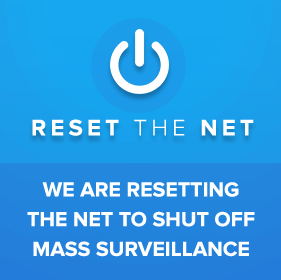 RESET THE NET
WE ARE RESETTING
THE NET TO SHUT OFF
MASS SURVEILLANCE